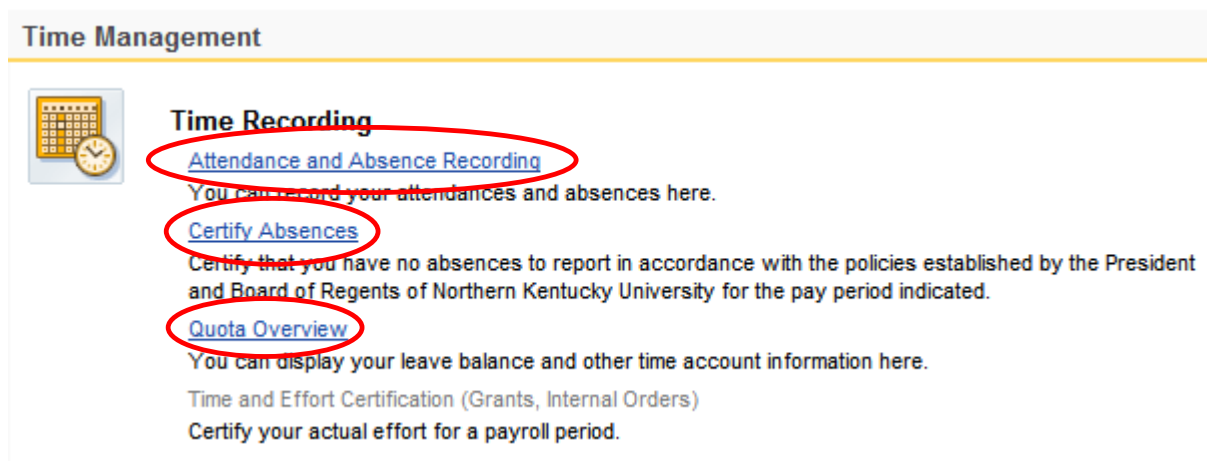 Time Management
Time Recording
Attendance and Absence Recording
You can record your attendances and absences here.
Certify Absences
Certify that you have no absences to report in accordance with the policies established by the President
and Board of Regents of Northern Kentucky University for the pay period indicated.
Quota Overview
You can display your leave balance and other time account information here.
Time and Effort Certification (Grants, Internal Orders)
Certify your actual effort for a payroll period.